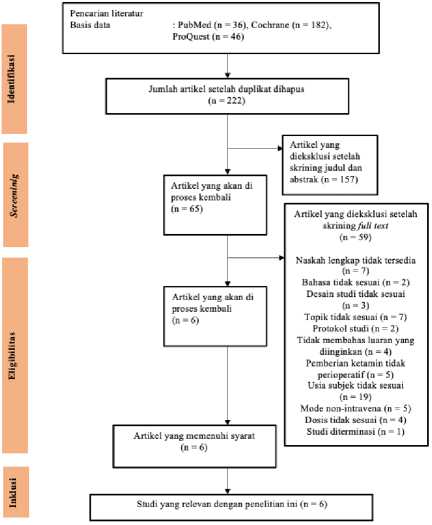 Pencarian literatur
Basis data : PubMed (n = 36), Cochrane (n = 182),
ProQuest (n = 46)
Identifikasi
Jumlah artikel setelah duplikat dihapus
(n = 222)
Artikel yang
dieksklusi setelah
skrining judul dan
abstrak (n = 157)
Screeninig
Artikel yang akan di
proses kembali
(n = 65)
Artikel yang dieksklusi setelah
skrining full text
(n = 59)
Naskah lengkap tidak tersedia
(n = 7)
Bahasa tidak sesuai (n = 2)
Desain studi tidak sesuai
(n = 3)
Topik tidak sesuai (n = 7)
Protokol studi (n = 2)
Tidak membahas luaran yang
diinginkan (n = 4)
Pemberian ketamin tidak
perioperatif (n = 5)
Usia subjek tidak sesuai
(n = 19)
Mode non-intravena (n = 5)
Dosis tidak sesuai (n = 4)
Studi diterminasi (n = 1)
Eligibilitas
Artikel yang akan di
proses kembali
(n = 6)
Artikel yang memenuhi syarat
(n = 6)
Inklusi
Studi yang relevan dengan penelitian ini (n = 6)